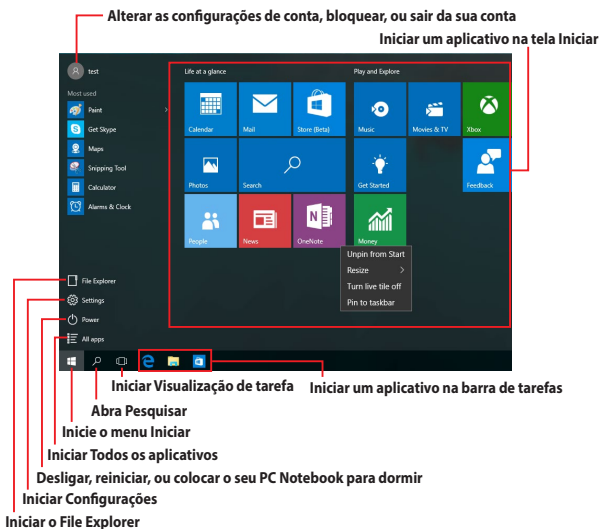 Alterar as configurações de conta, bloquear, ou sair da sua conta
Iniciar um aplicativo na tela Iniciar
test
Most used
Paint
Get Skype
Maps
Snipping Tool
Calculator
Alarms & Clock
File Explorer
Settings
Power
All apps
Life at a glance
Play and Explore
Calendar
Mail
Store (Beta)
Music
Movies & TV
Xbox
Photos
Search
Get Started
Feedback
People
News
OneNote
Money
Unpin from Start
Resize
Turn live tile off
Pin to taskbar
Iniciar Visualização de tarefa
Iniciar um aplicativo na barra de tarefas
Abra Pesquisar
Inicie o menu Iniciar
Iniciar Todos os aplicativos
Desligar, reiniciar, ou colocar o seu PC Notebook para dormir
Iniciar Configurações
Iniciar o File Explorer